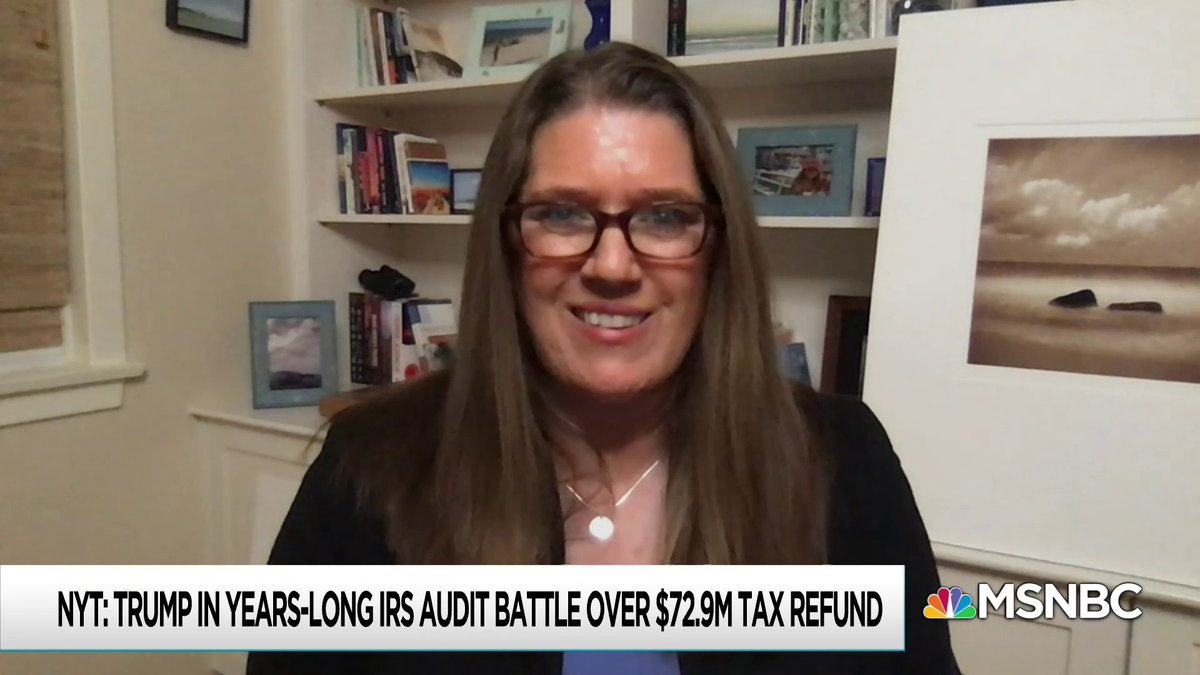 NYT: TRUMP IN YEARS-LONG IRS AUDIT BATTLE OVER $72.9M TAX REFUND
MSNBC